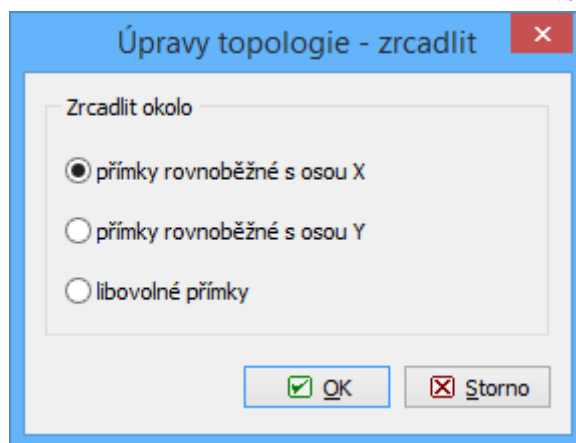 Úpravy topologie - zrcadlit
Zrcadlit okolo
přímky rovnoběžné s osou X
přímky rovnoběžné s osou Y
libovolné přímky
OK Storno